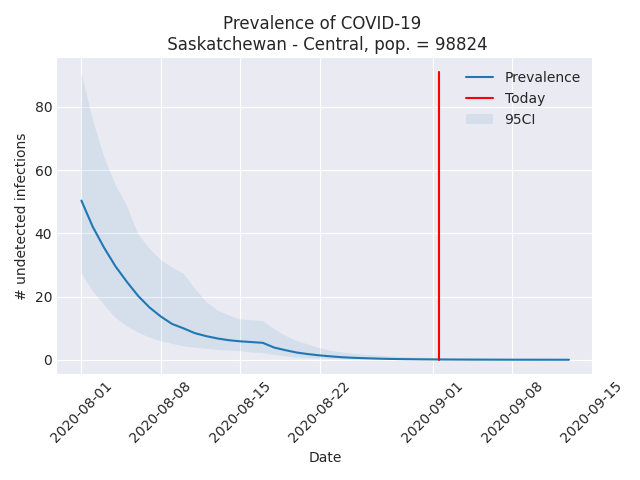 Prevalence of COVID-19
Saskatchewan - Central, pop. = 98824
Prevalence
Today
95CI
# undetected infections
80
60
40
20
0
2020-08-01
2020-08-08
2020-08-15
2020-08-22
2020-09-01
2020-09-08
2020-09-15
Date